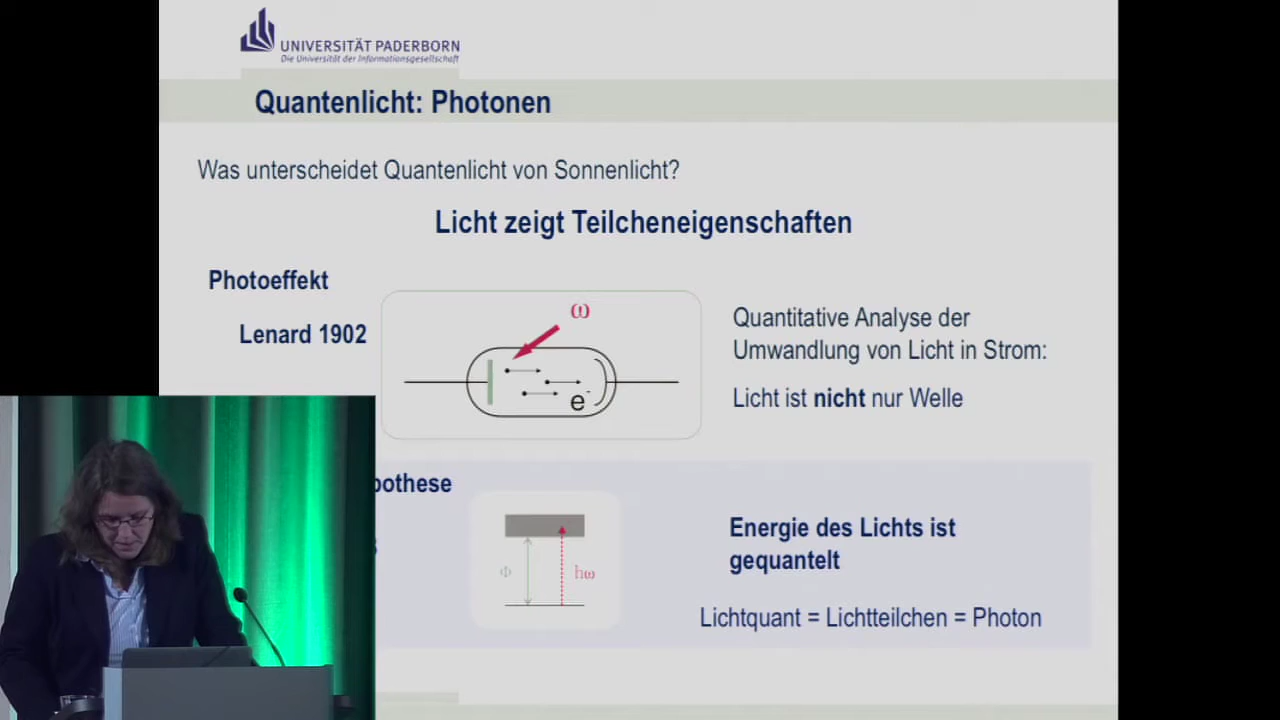 UNIVERSITÄT PADERBORN
Die Universität der Informationsgesellschaft
Quantenlicht: Photonen
Was unterscheidet Quantenlicht von Sonnenlicht?
Licht zeigt Teilcheneigenschaften
Photoeffekt
Lenard 1902
ω
e-
Quantitative Analyse der
Umwandlung von Licht in Strom:
Licht ist nicht nur Welle
pothese
Φ
ħω
Energie des Lichts ist
gequantelt
Lichtquant = Lichtteilchen = Photon